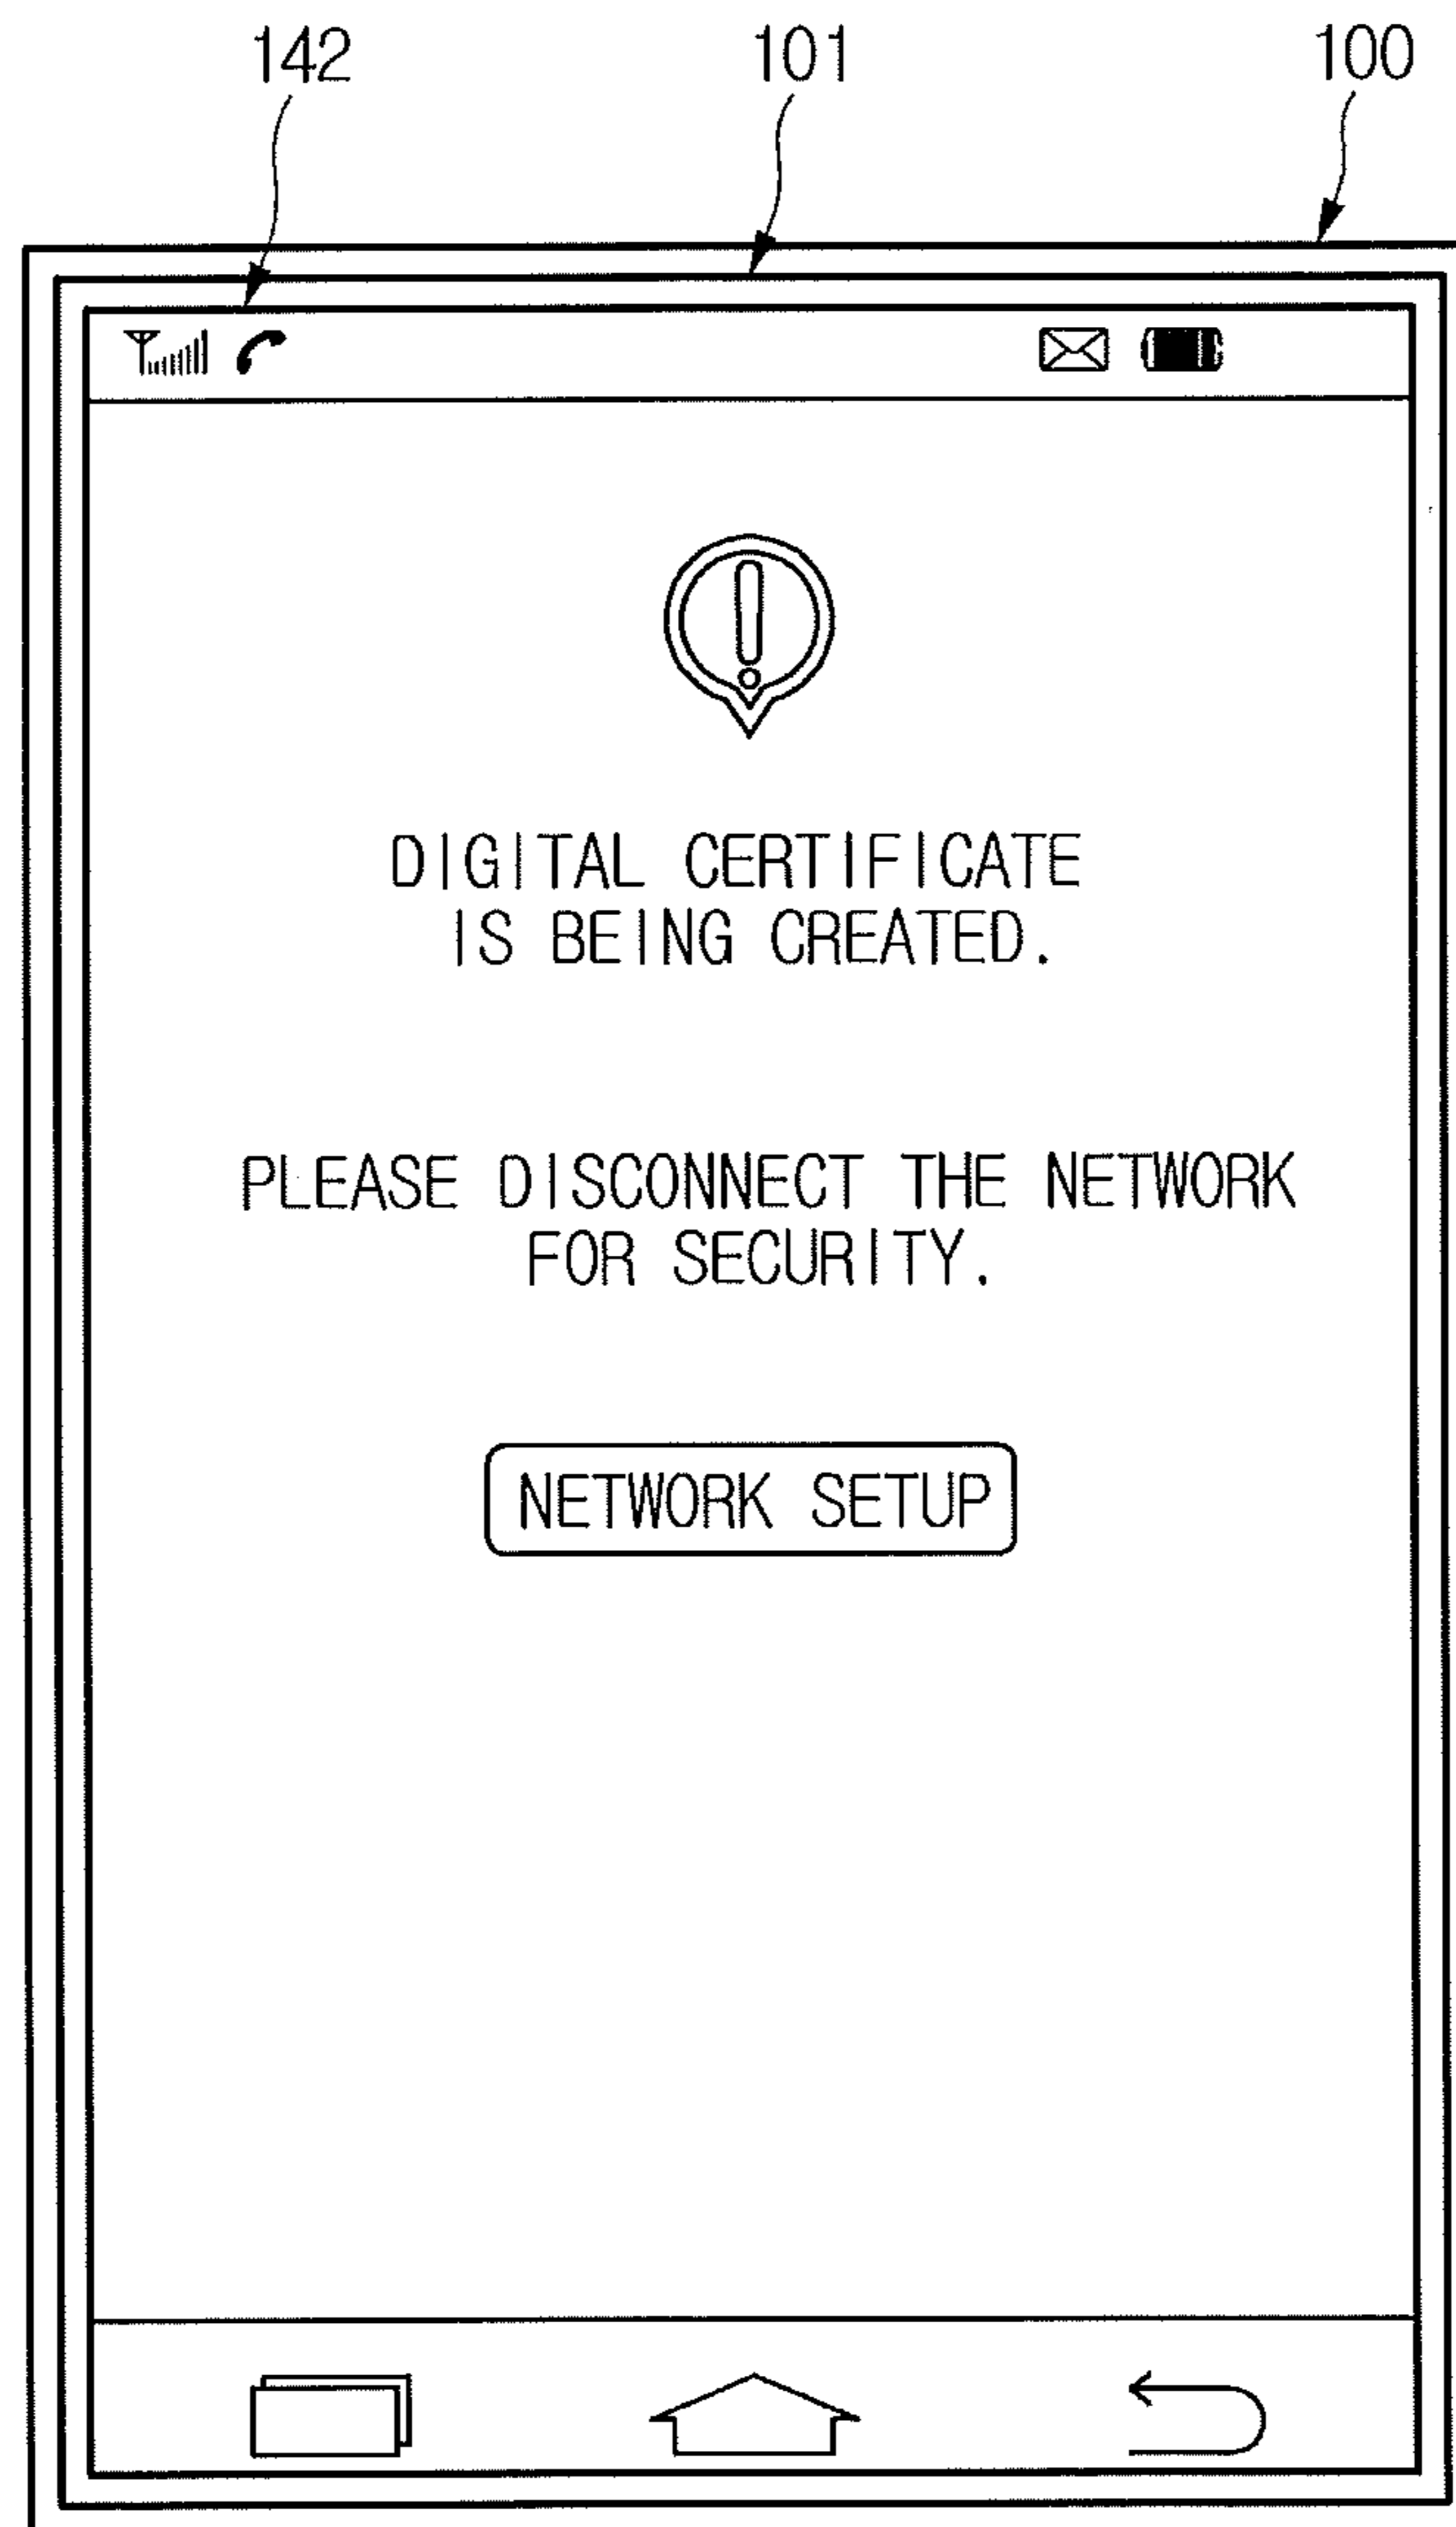 142 101 100
DIGITAL CERTIFICATE
IS BEING CREATED.
PLEASE DISCONNECT THE NETWORK
FOR SECURITY.
NETWORK SETUP